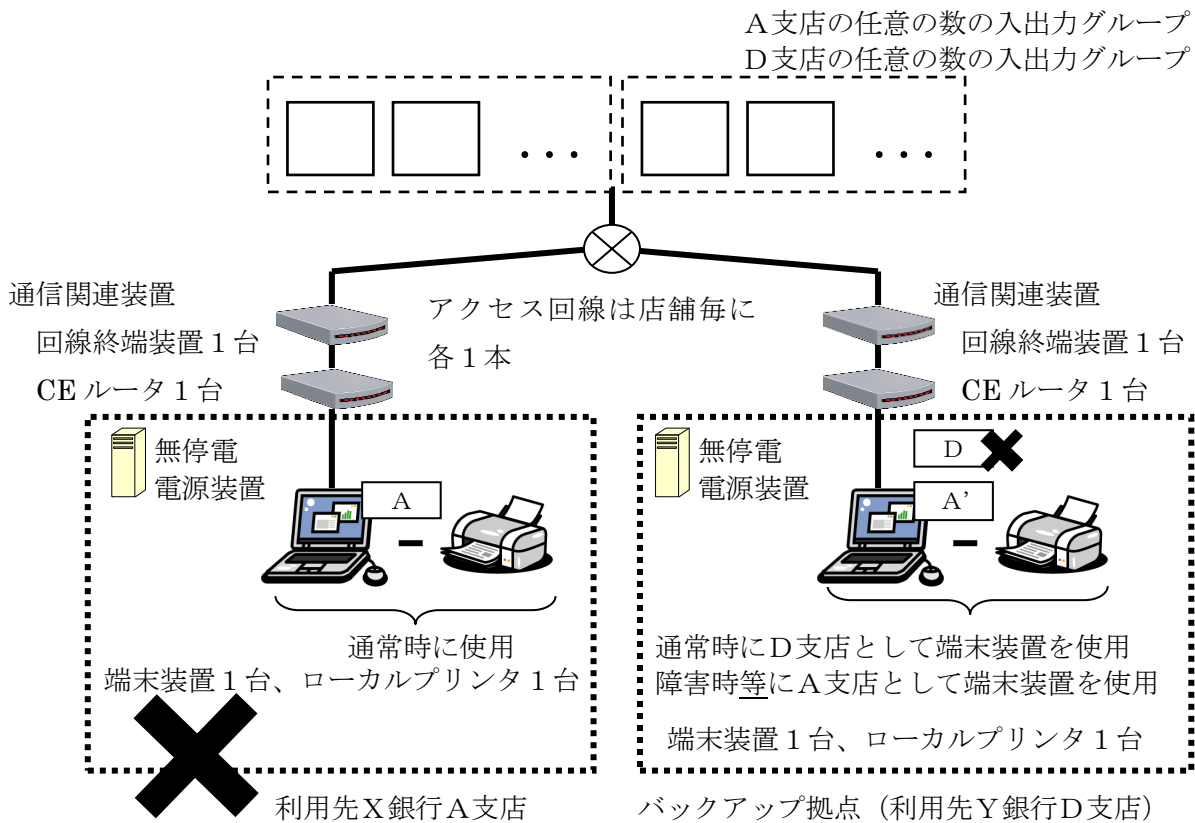 A支店の任意の数の入出力グループ
D支店の任意の数の入出力グループ
・・・
・・・
通信関連装置
回線終端装置1台
CEルータ1台
アクセス回線は店舗毎に
各1本
通信関連装置
回線終端装置1台
CEルータ1台
無停電
電源装置
A
通常時に使用
端末装置1台、ローカルプリンタ1台
無停電
電源装置
D
A’
通常時にD支店として端末装置を使用
障害時等にA支店として端末装置を使用
端末装置1台、ローカルプリンタ1台
利用先X銀行A支店
バックアップ拠点(利用先Y銀行D支店)